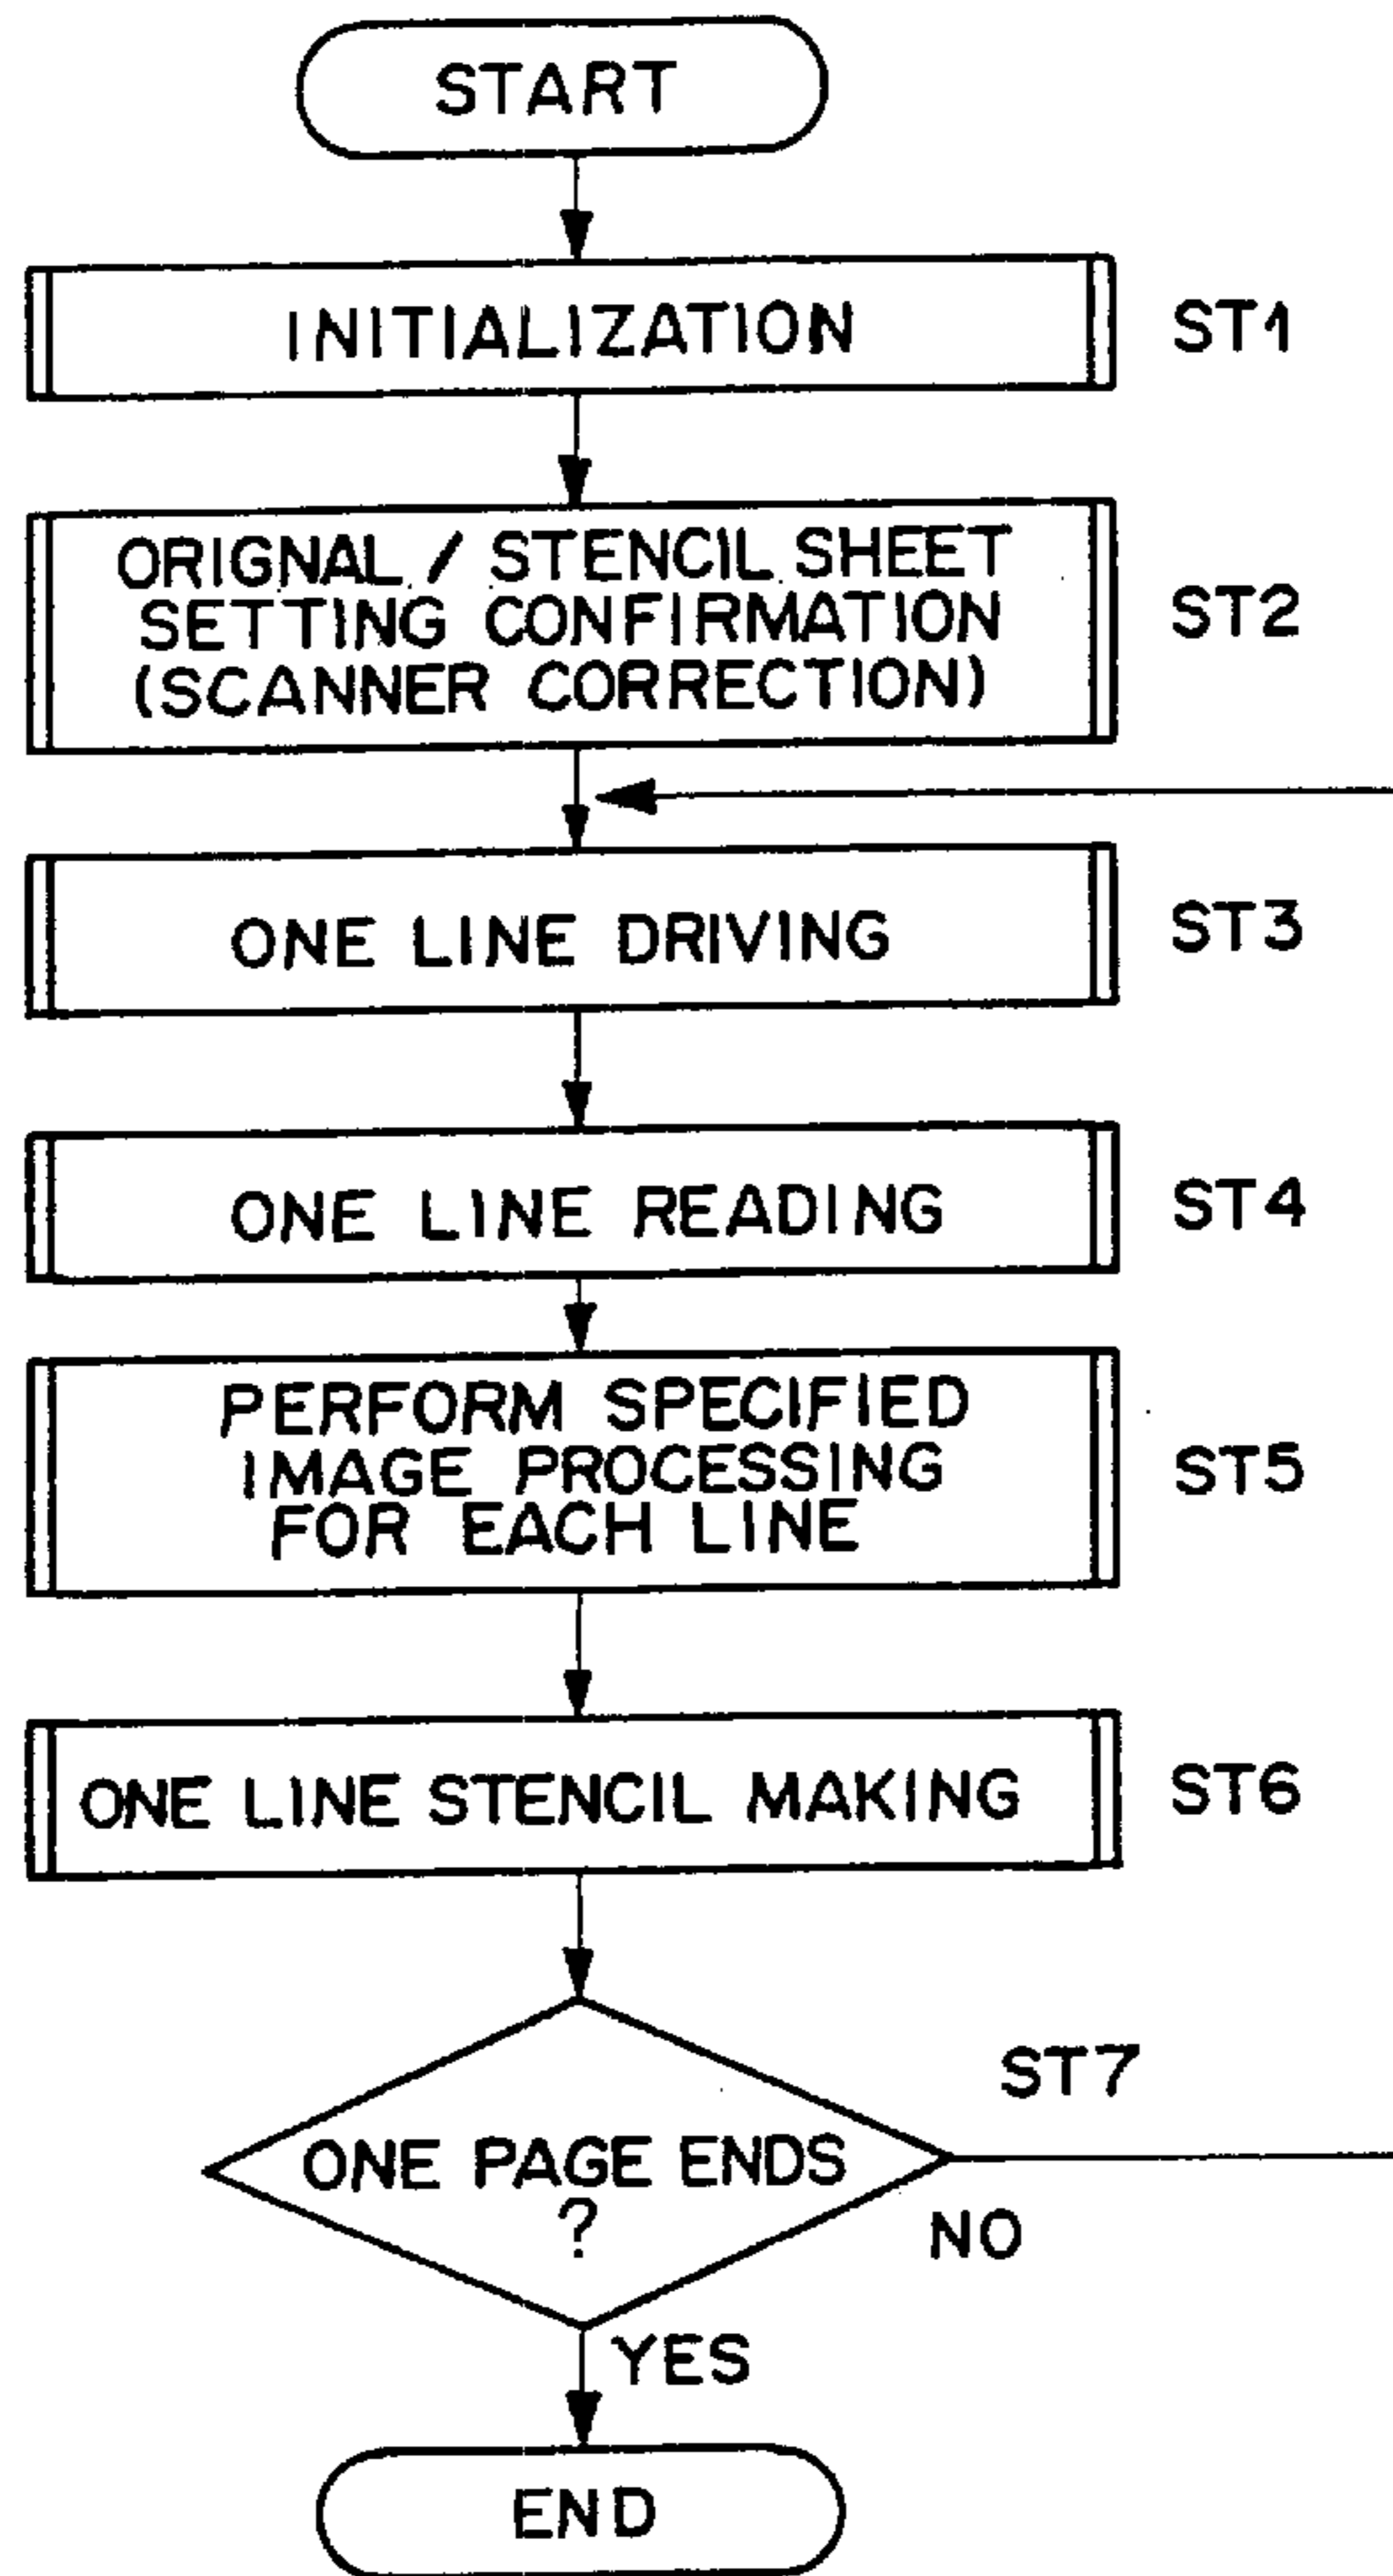 START
INITIALIZATION
ST1
ORIGNAL / STENCIL SHEET
SETTING CONFIRMATION
(SCANNER CORRECTION)
ST2
ONE LINE DRIVING
ST3
ONE LINE READING
ST4
PERFORM SPECIFIED
IMAGE PROCESSING
FOR EACH LINE
ST5
ONE LINE STENCIL MAKING
ST6
ST7
ONE PAGE ENDS
?
NO
YES
END